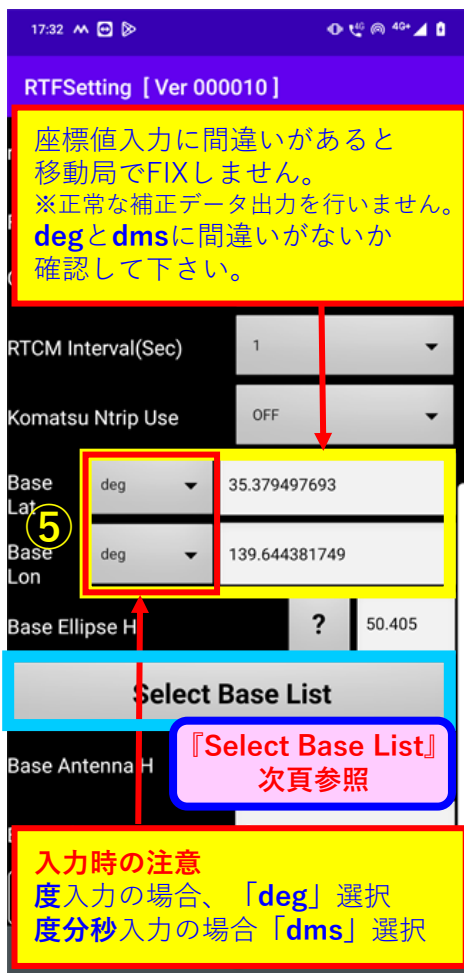 17:32
4G
4G+
RTFSetting [ Ver 000010 ]
座標値入力に間違いがあると
移動局でFIXしません。
※正常な補正データ出力を行いません。
degとdmsに間違いがないか
確認して下さい。
RTCM Interval(Sec)
1
Komatsu Ntrip Use
OFF
Base
Lat
deg
35.379497693
⑤
Base
Lon
deg
139.644381749
Base Ellipse H
?
50.405
Select Base List
『Select Base List』
次頁参照
Base Antenna H
入力時の注意
度入力の場合、「deg」選択
度分秒入力の場合「dms」選択